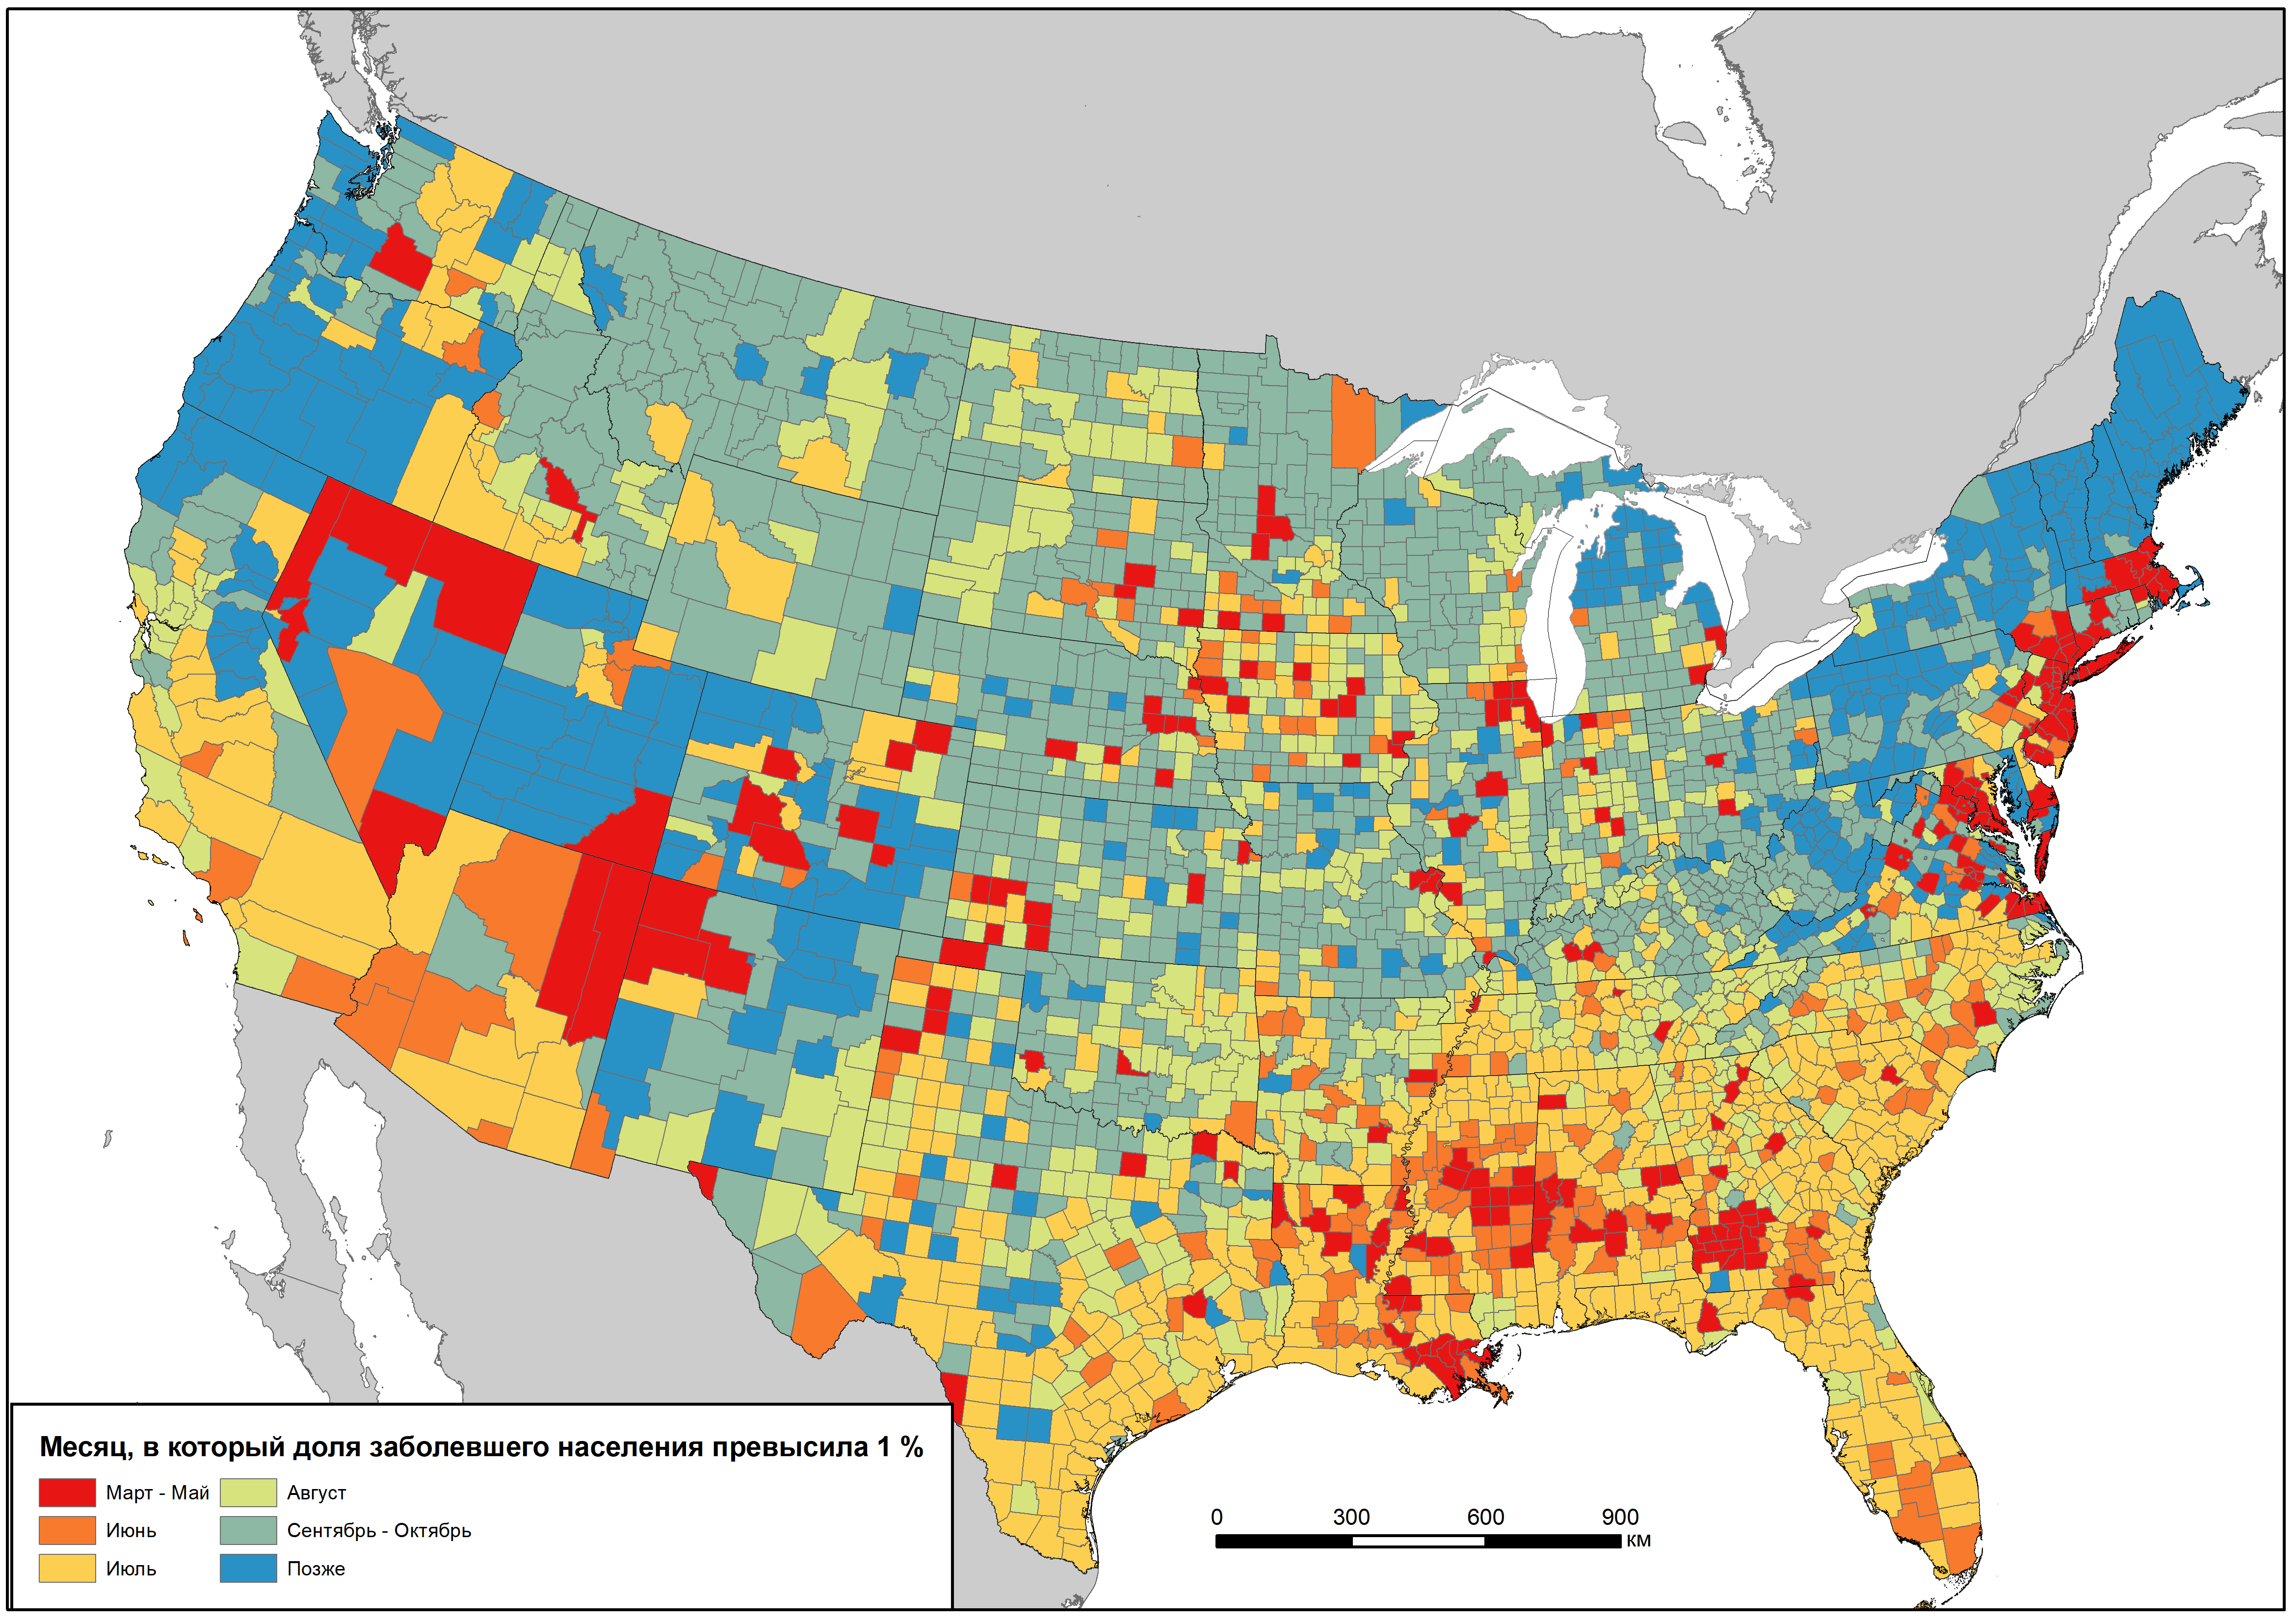 Месяц, в который доля заболевшего населения превысила 1 %
Март - Май
Июнь
Июль
Август
Сентябрь - Октябрь
Позже
0 300 600 900
км